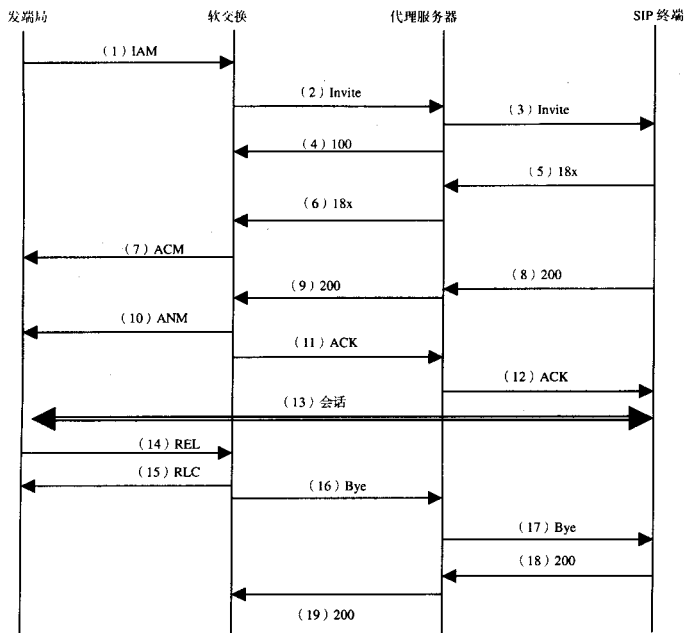 发端局 软交换 代理服务器 SIP 终端
（1）IAM
（2）Invite
（3）Invite
（4）100
（5）18x
（6）18x
（7）ACM
（8）200
（9）200
（10）ANM
（11）ACK
（12）ACK
（13）会话
（14）REL
（15）RLC
（16）Bye
（17）Bye
（18）200
（19）200